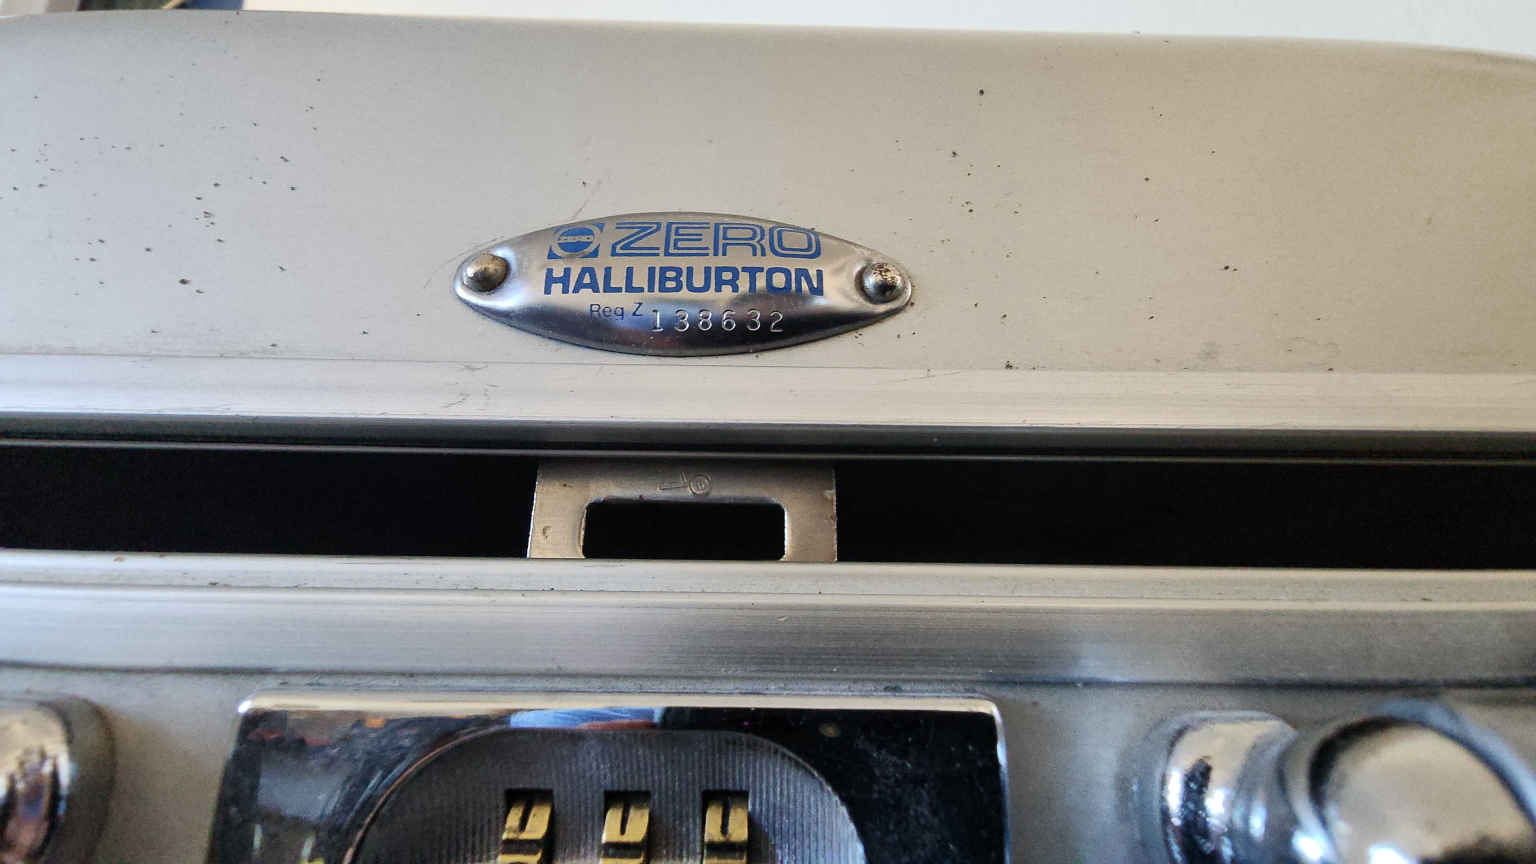 ZERO
HALLIBURTON
Reg Z 138632